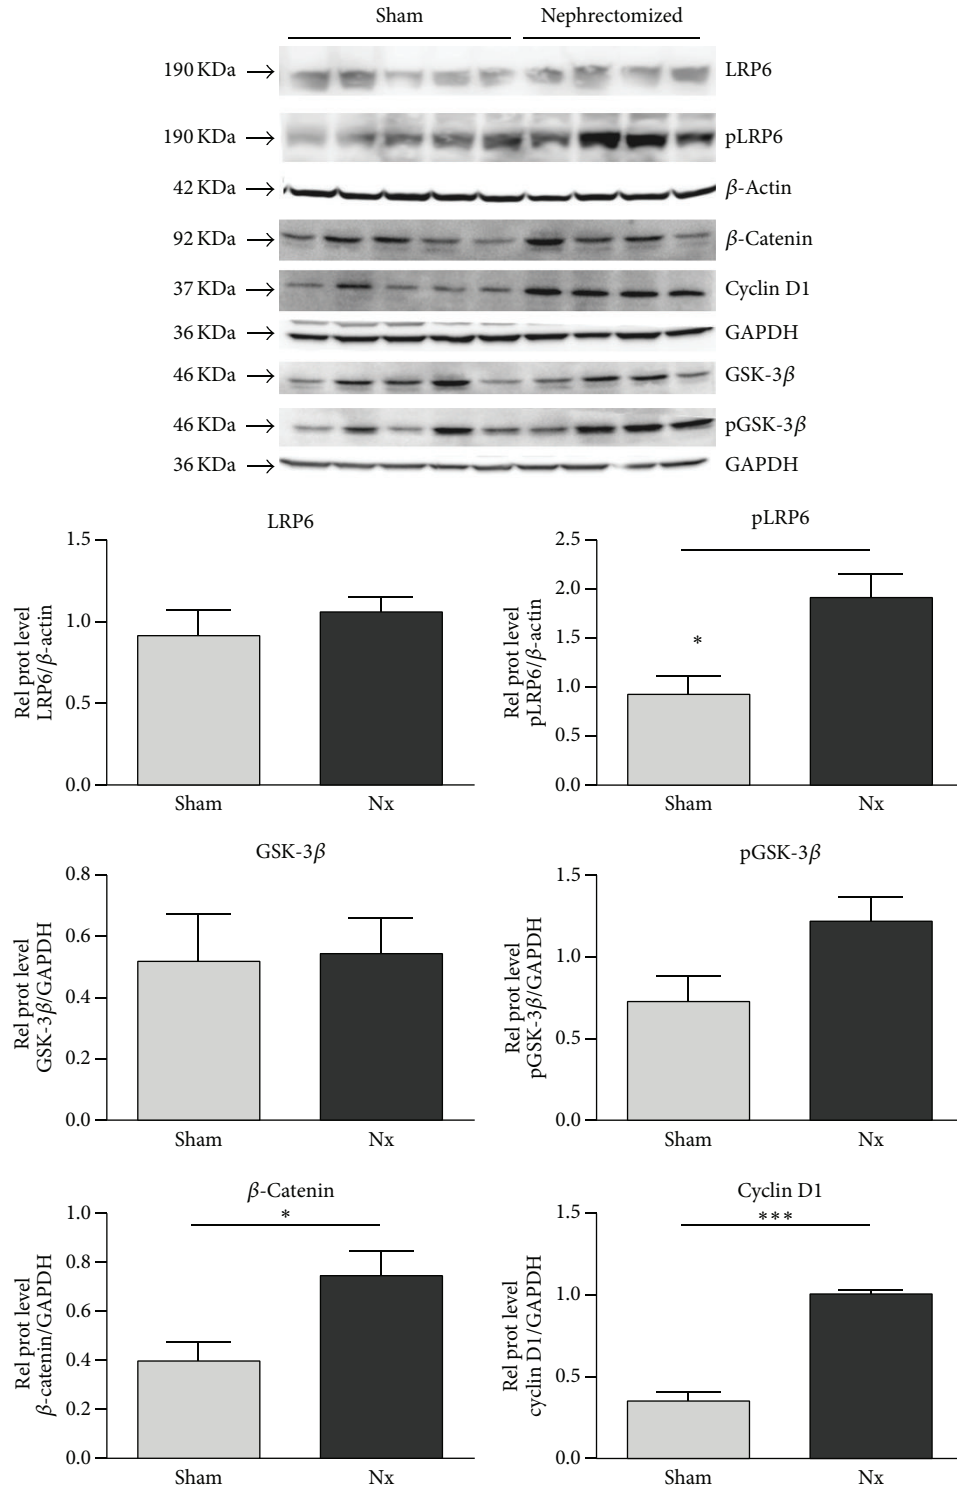 Sham Nephrectomized
190 KDa → LRP6
190 KDa → pLRP6
42 KDa → β-Actin
92 KDa → β-Catenin
37 KDa → Cyclin D1
36 KDa → GAPDH
46 KDa → GSK-3β
46 KDa → pGSK-3β
36 KDa → GAPDH
LRP6
Rel prot level
LRP6/β-actin
1.5
1.0
0.5
0.0
Sham Nx
pLRP6
Rel prot level
pLRP6/β-actin
2.5
2.0
1.5
1.0
0.5
0.0
*
Sham Nx
GSK-3β
Rel prot level
GSK-3β/GAPDH
0.8
0.6
0.4
0.2
0.0
Sham Nx
pGSK-3β
Rel prot level
pGSK-3β/GAPDH
1.5
1.0
0.5
0.0
Sham Nx
β-Catenin
*
Rel prot level
β-catenin/GAPDH
1.0
0.8
0.6
0.4
0.2
0.0
Sham Nx
Cyclin D1
***
Rel prot level
cyclin D1/GAPDH
1.5
1.0
0.5
0.0
Sham Nx